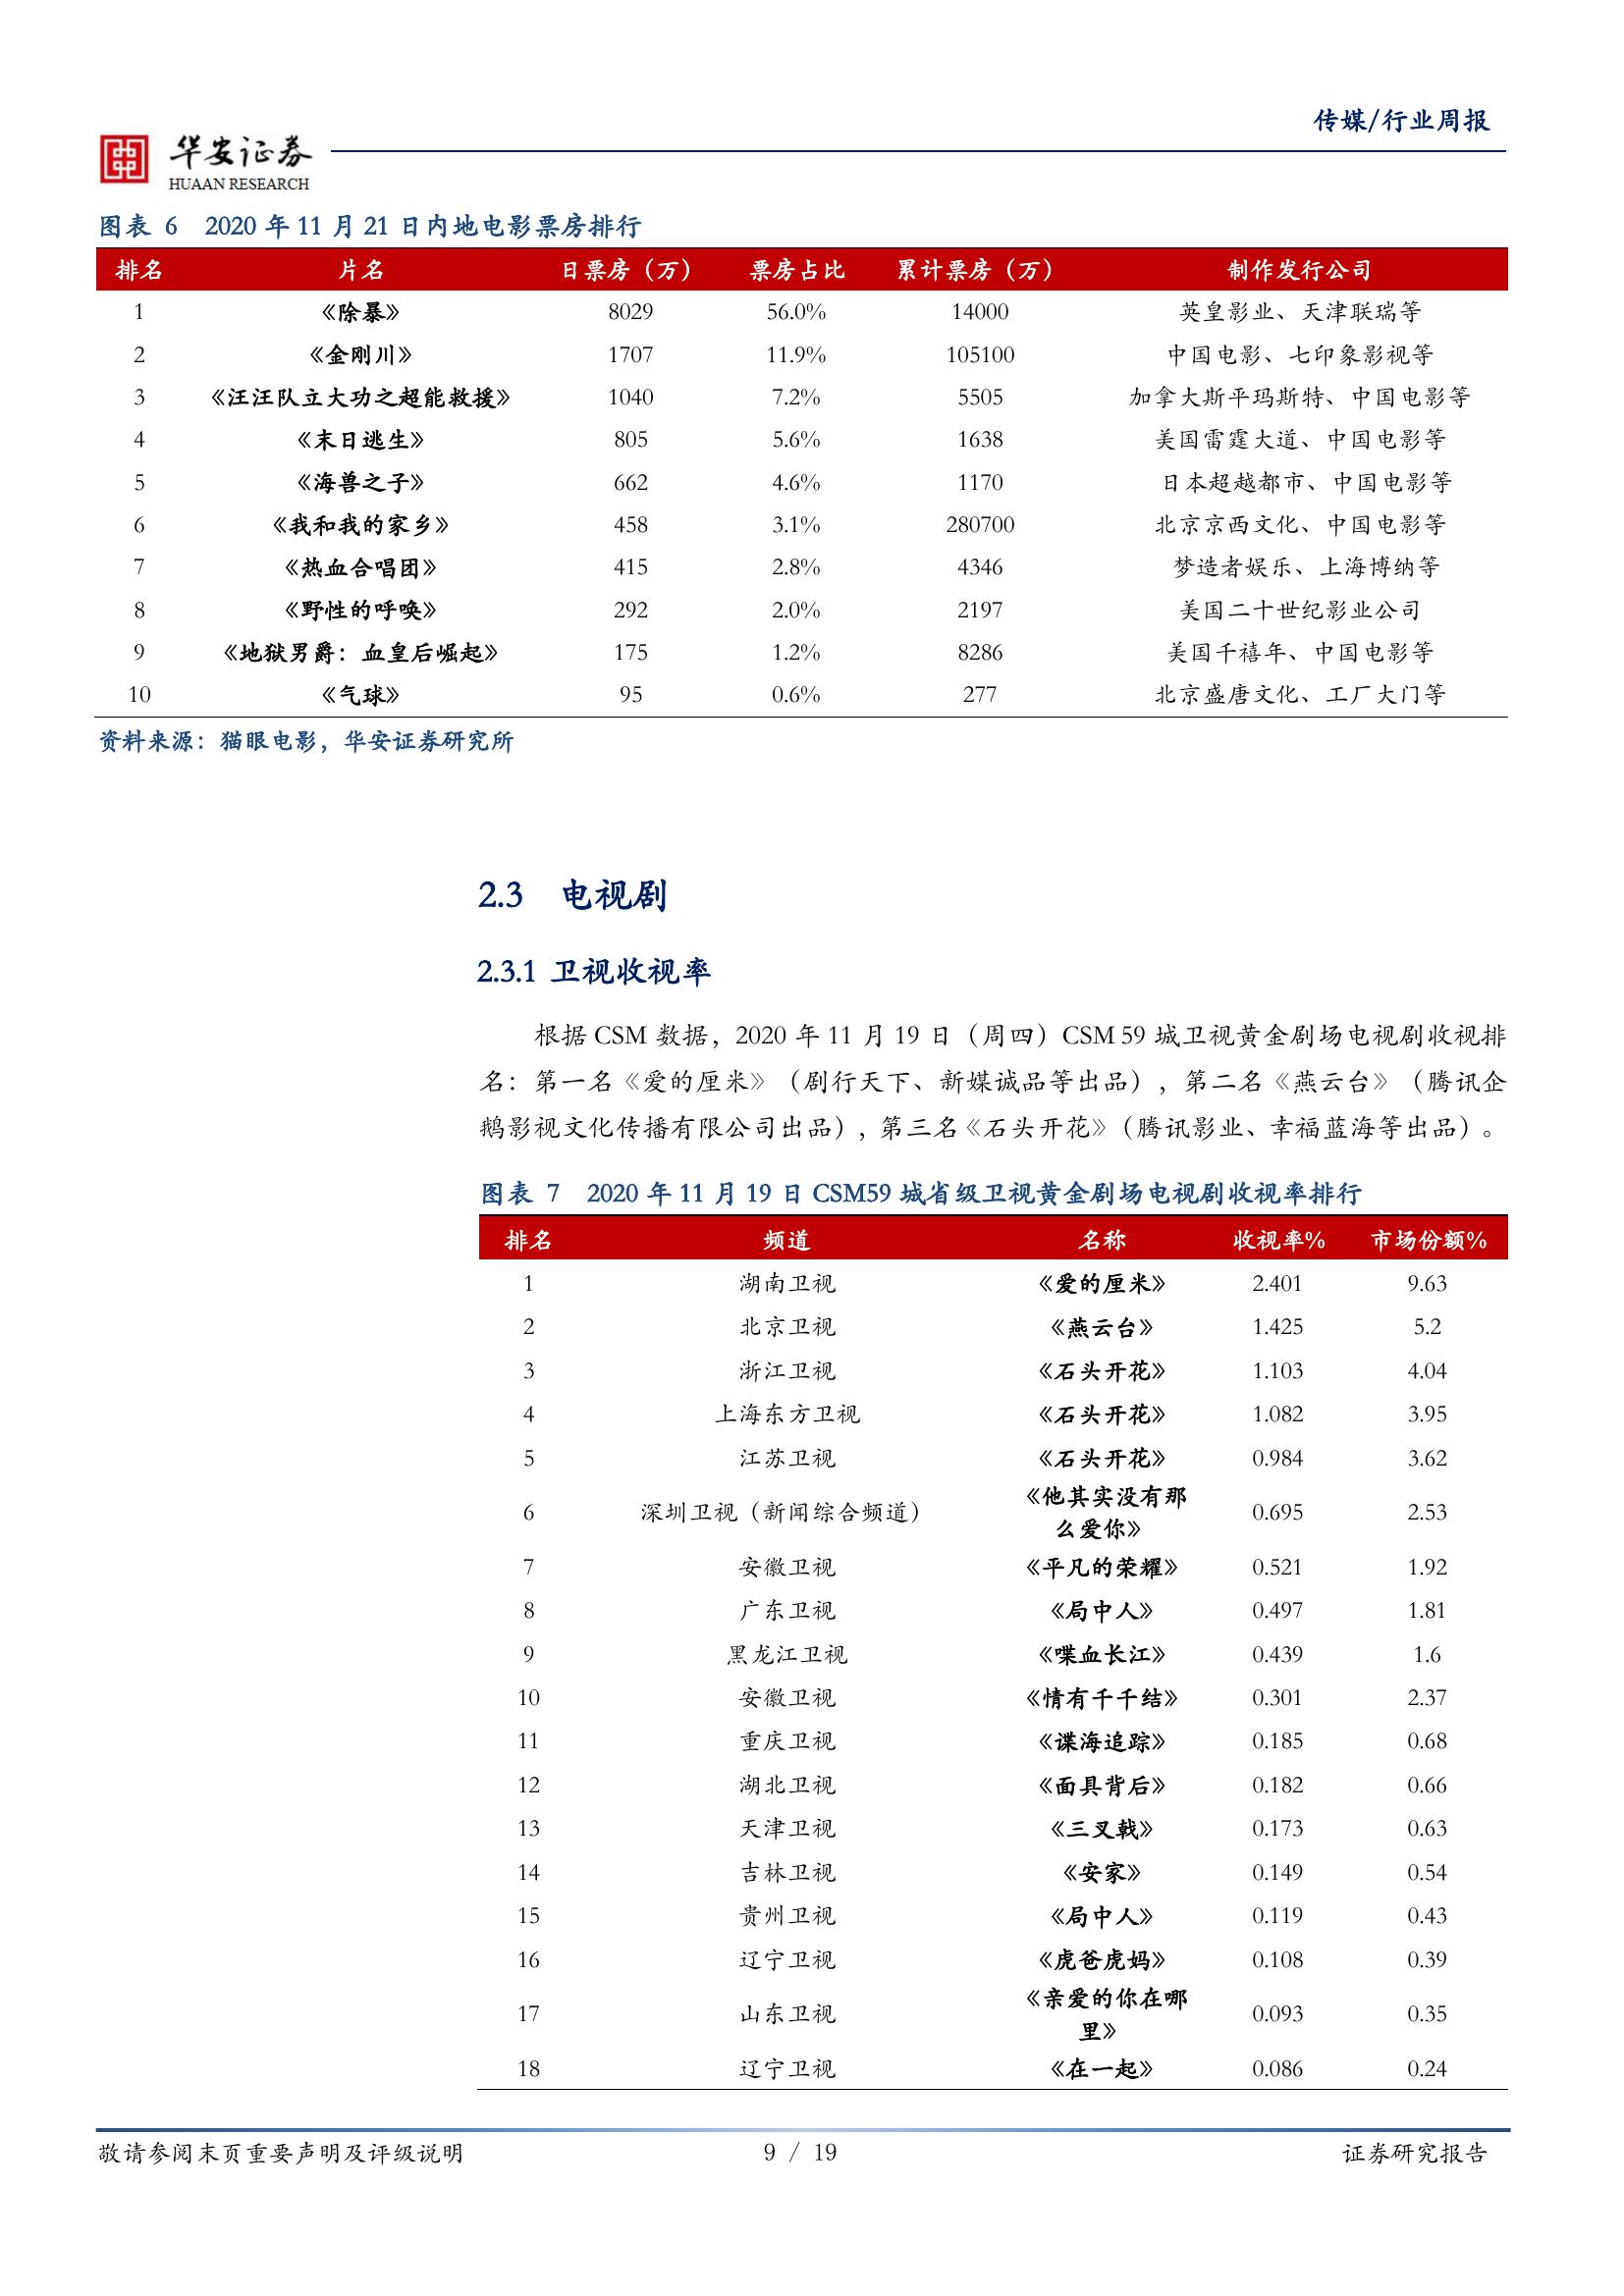 传媒/行业周报
华安证券
HUAAN RESEARCH
图表 6 2020 年 11 月 21 日内地电影票房排行
排名 片名 日票房（万） 票房占比 累计票房（万） 制作发行公司
1 《除暴》 8029 56.0% 14000 英皇影业、天津联瑞等
2 《金刚川》 1707 11.9% 105100 中国电影、七印象影视等
3 《汪汪队立大功之超能救援》 1040 7.2% 5505 加拿大斯平玛斯特、中国电影等
4 《末日逃生》 805 5.6% 1638 美国雷霆大道、中国电影等
5 《海兽之子》 662 4.6% 1170 日本超越都市、中国电影等
6 《我和我的家乡》 458 3.1% 280700 北京京西文化、中国电影等
7 《热血合唱团》 415 2.8% 4346 梦造者娱乐、上海博纳等
8 《野性的呼唤》 292 2.0% 2197 美国二十世纪影业公司
9 《地狱男爵：血皇后崛起》 175 1.2% 8286 美国千禧年、中国电影等
10 《气球》 95 0.6% 277 北京盛唐文化、工厂大门等
资料来源：猫眼电影，华安证券研究所
2.3 电视剧
2.3.1 卫视收视率
根据 CSM 数据，2020 年 11 月 19 日（周四）CSM 59 城卫视黄金剧场电视剧收视排
名：第一名《爱的厘米》（剧行天下、新媒诚品等出品），第二名《燕云台》（腾讯企
鹅影视文化传播有限公司出品），第三名《石头开花》（腾讯影业、幸福蓝海等出品）。
图表 7 2020 年 11 月 19 日 CSM59 城省级卫视黄金剧场电视剧收视率排行
排名 频道 名称 收视率% 市场份额%
1 湖南卫视 《爱的厘米》 2.401 9.63
2 北京卫视 《燕云台》 1.425 5.2
3 浙江卫视 《石头开花》 1.103 4.04
4 上海东方卫视 《石头开花》 1.082 3.95
5 江苏卫视 《石头开花》 0.984 3.62
《他其实没有那
6 深圳卫视（新闻综合频道） 0.695 2.53
么爱你》
7 安徽卫视 《平凡的荣耀》 0.521 1.92
8 广东卫视 《局中人》 0.497 1.81
9 黑龙江卫视 《喋血长江》 0.439 1.6
10 安徽卫视 《情有千千结》 0.301 2.37
11 重庆卫视 《谍海追踪》 0.185 0.68
12 湖北卫视 《面具背后》 0.182 0.66
13 天津卫视 《三叉戟》 0.173 0.63
14 吉林卫视 《安家》 0.149 0.54
15 贵州卫视 《局中人》 0.119 0.43
16 辽宁卫视 《虎爸虎妈》 0.108 0.39
《亲爱的你在哪
17 山东卫视 0.093 0.35
里》
18 辽宁卫视 《在一起》 0.086 0.24
敬请参阅末页重要声明及评级说明 9 / 19 证券研究报告